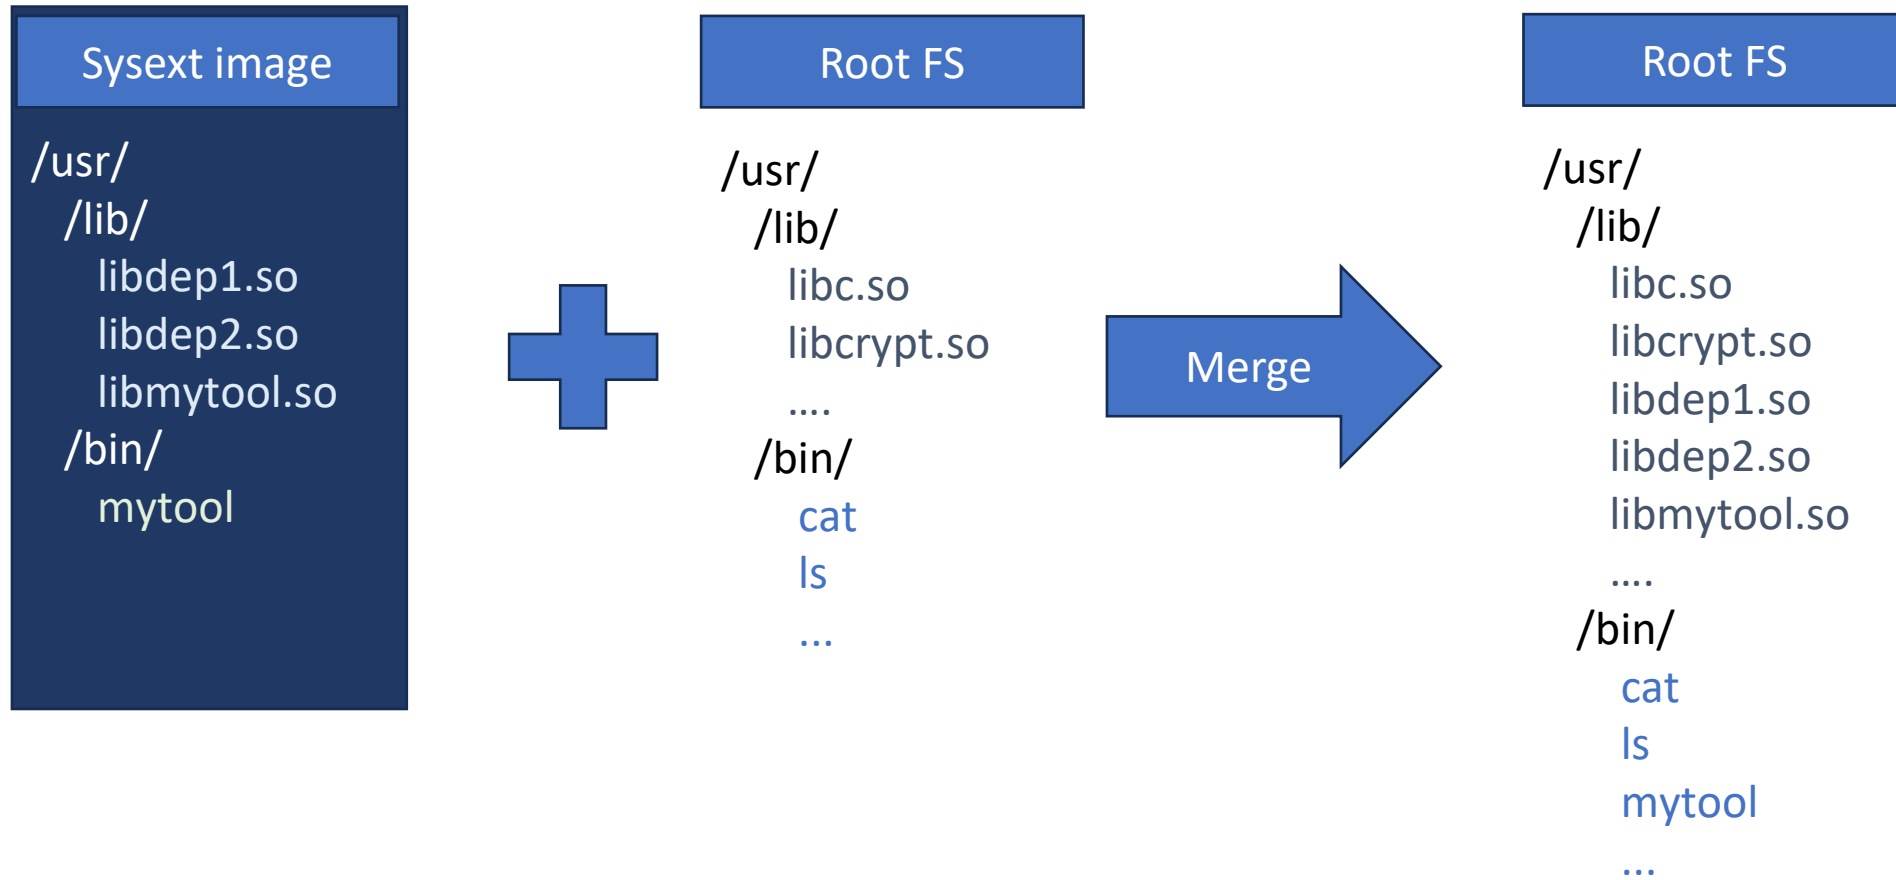 Sysext image
/usr/
/lib/
libdep1.so
libdep2.so
libmytool.so
/bin/
mytool
Root FS
/usr/
/lib/
libc.so
libcrypt.so
....
/bin/
cat
ls
...
Merge
Root FS
/usr/
/lib/
libc.so
libcrypt.so
libdep1.so
libdep2.so
libmytool.so
....
/bin/
cat
ls
mytool
...